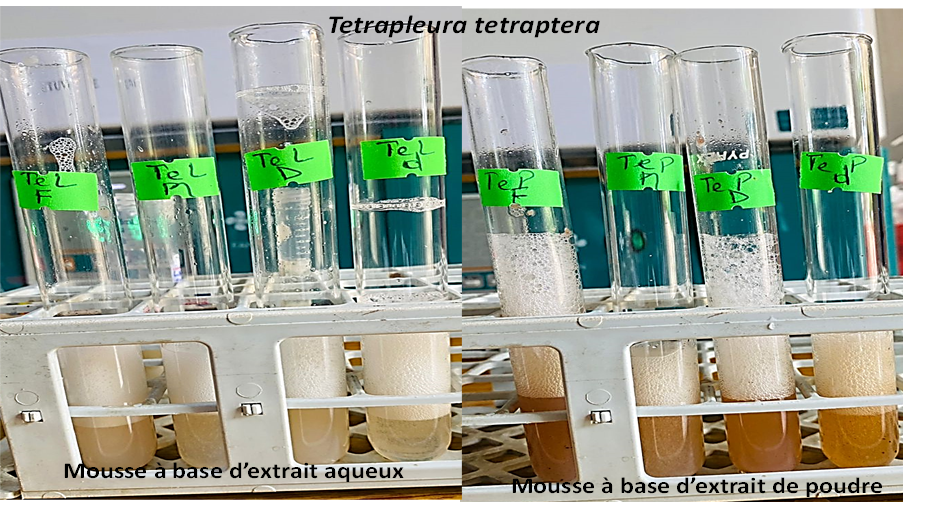 Tetrapleura tetraptera
TeL
F
TeL
M
TeL
D
TeL
d
TeP
F
TeP
n
TeP
D
TeP
d
PYREX
Mousse à base d’extrait aqueux
Mousse à base d’extrait de poudre